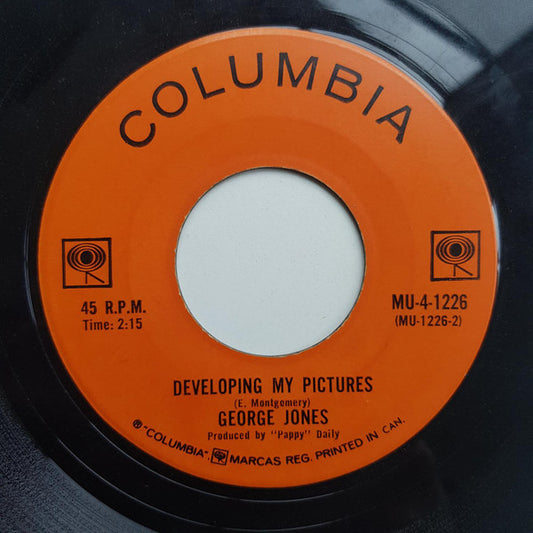 COLUMBIA
45 R.P.M.
Time: 2:15
MU-4-1226
(MU-1226-2)
DEVELOPING MY PICTURES
(E. Montgomery)
GEORGE JONES
Produced by "Pappy" Daily
® "COLUMBIA", MARCAS REG. PRINTED IN CAN.